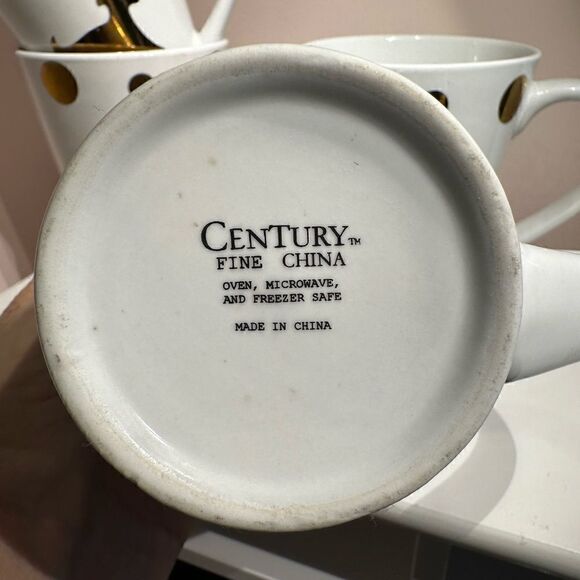 CENTURY™
FINE CHINA
OVEN, MICROWAVE,
AND FREEZER SAFE
MADE IN CHINA